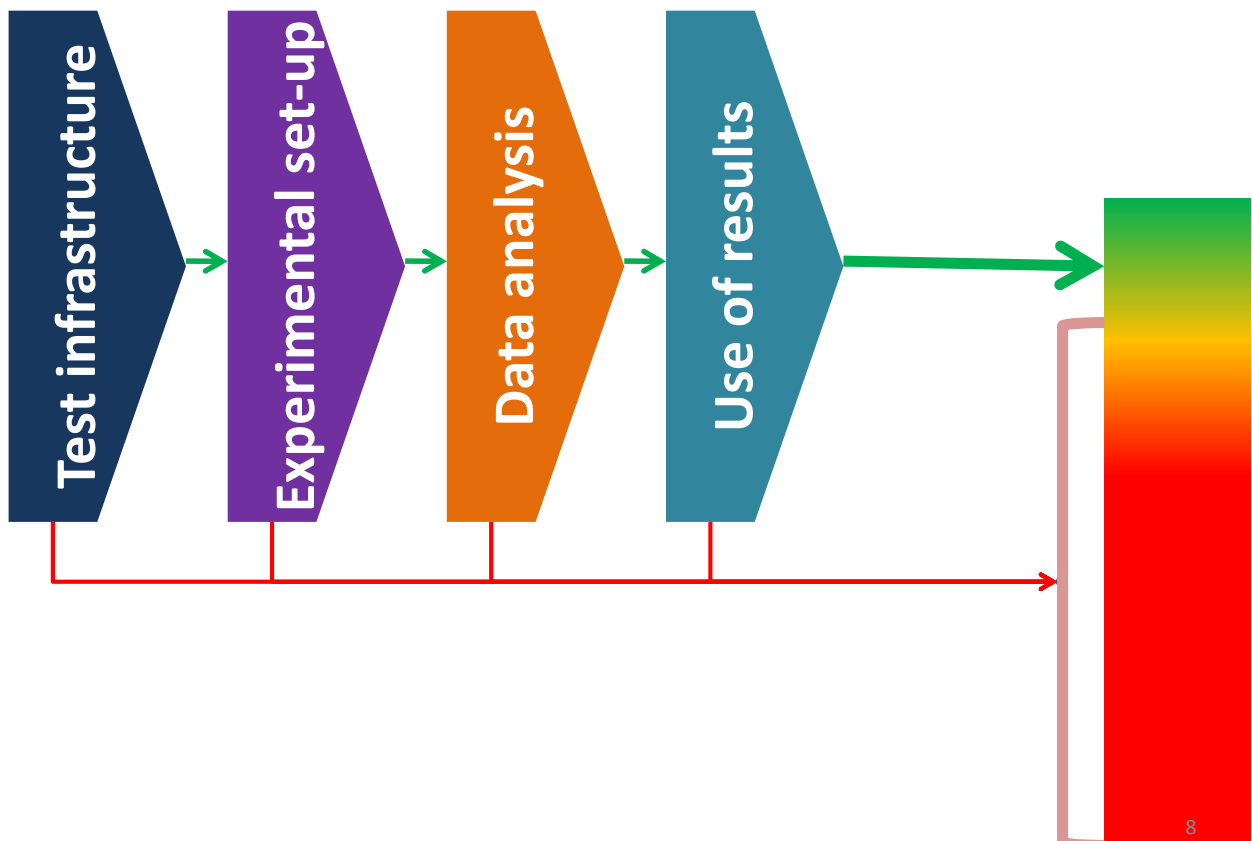 Test infrastructure
Experimental set-up
Data analysis
Use of results
8